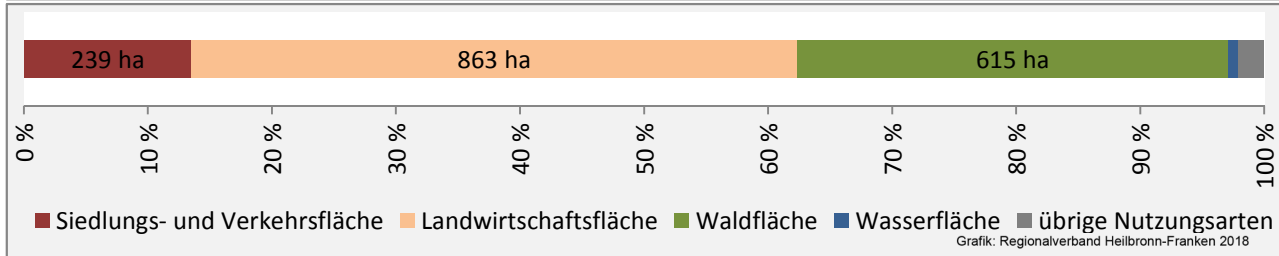 239 ha 863 ha 615 ha
0 % 10 % 20 % 30 % 40 % 50 % 60 % 70 % 80 % 90 % 100 %
Siedlungs- und Verkehrsfläche Landwirtschaftsfläche Waldfläche Wasserfläche übrige Nutzungsarten
Grafik: Regionalverband Heilbronn-Franken 2018